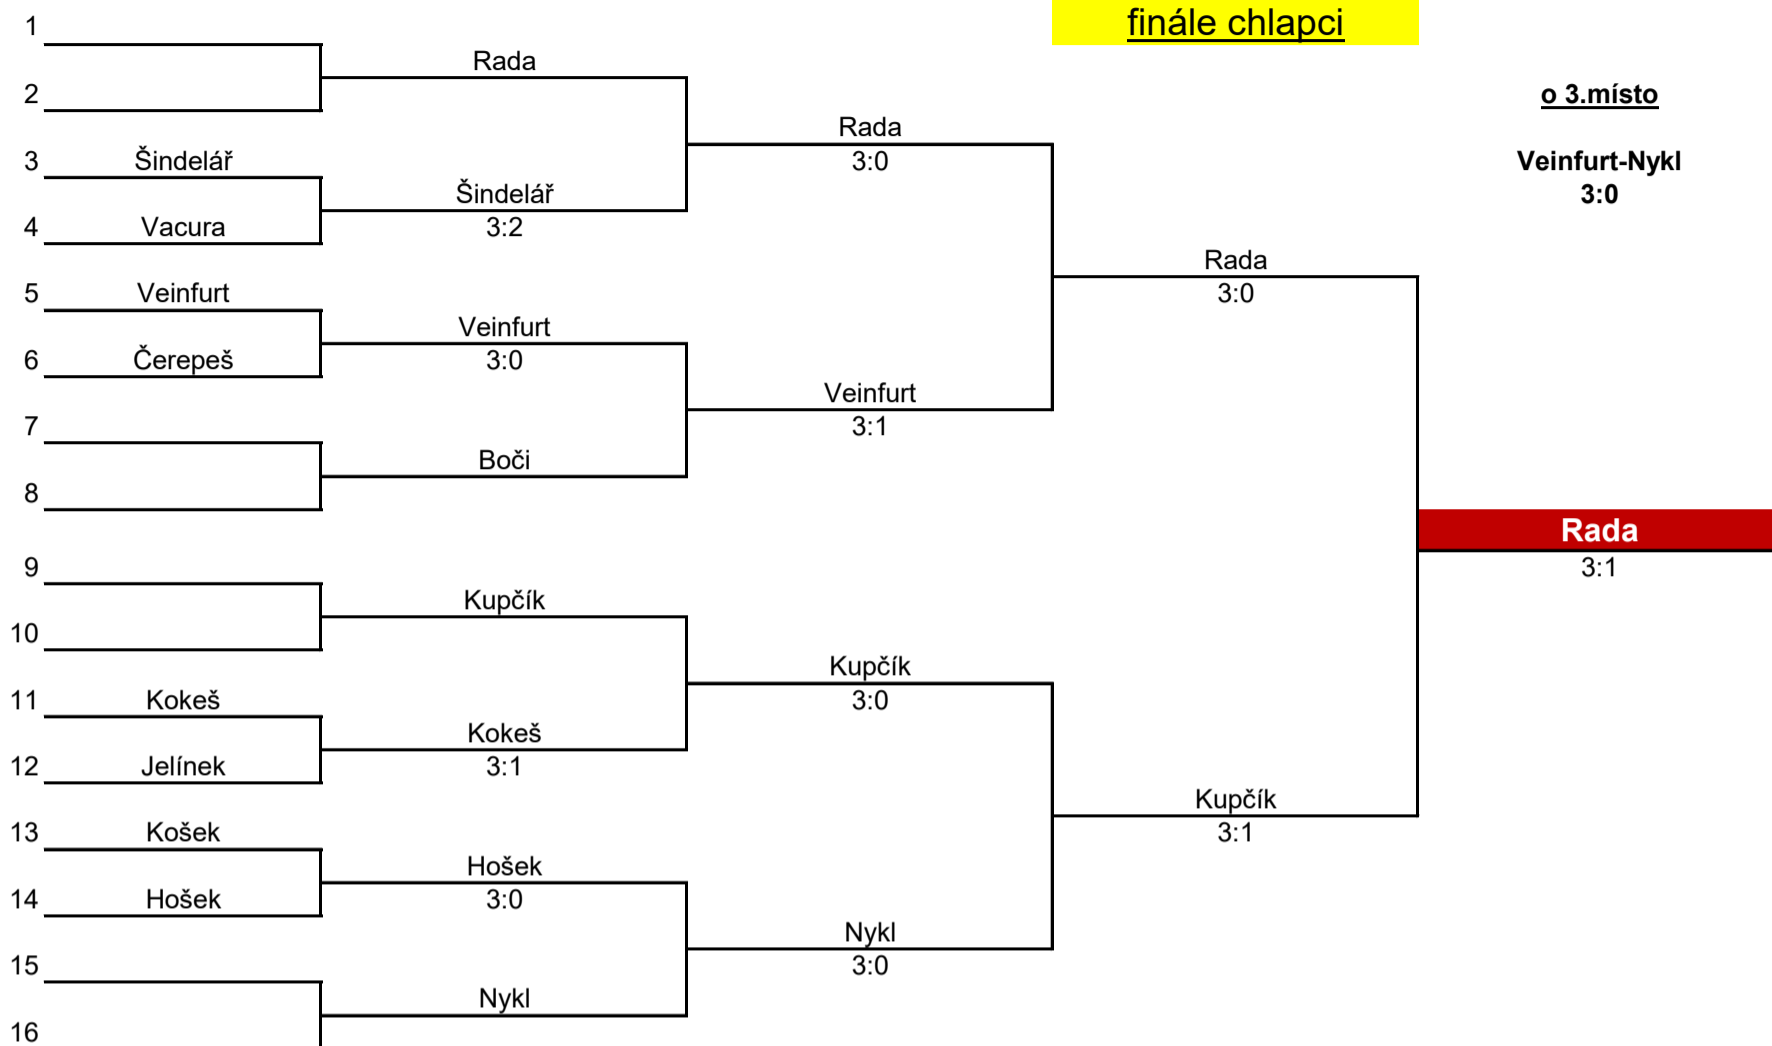 finále chlapci
1
Rada
2
o 3.místo
Rada
3
Šindelář
3:0
Veinfurt-Nykl
Šindelář
3:0
4
Vacura
3:2
Rada
5
Veinfurt
3:0
Veinfurt
6
Čerepeš
3:0
Veinfurt
7
3:1
Boči
8
Rada
9
3:1
Kupčík
10
Kupčík
11
Kokeš
3:0
Kokeš
12
Jelínek
3:1
Kupčík
13
Košek
3:1
Hošek
14
Hošek
3:0
Nykl
15
3:0
Nykl
16